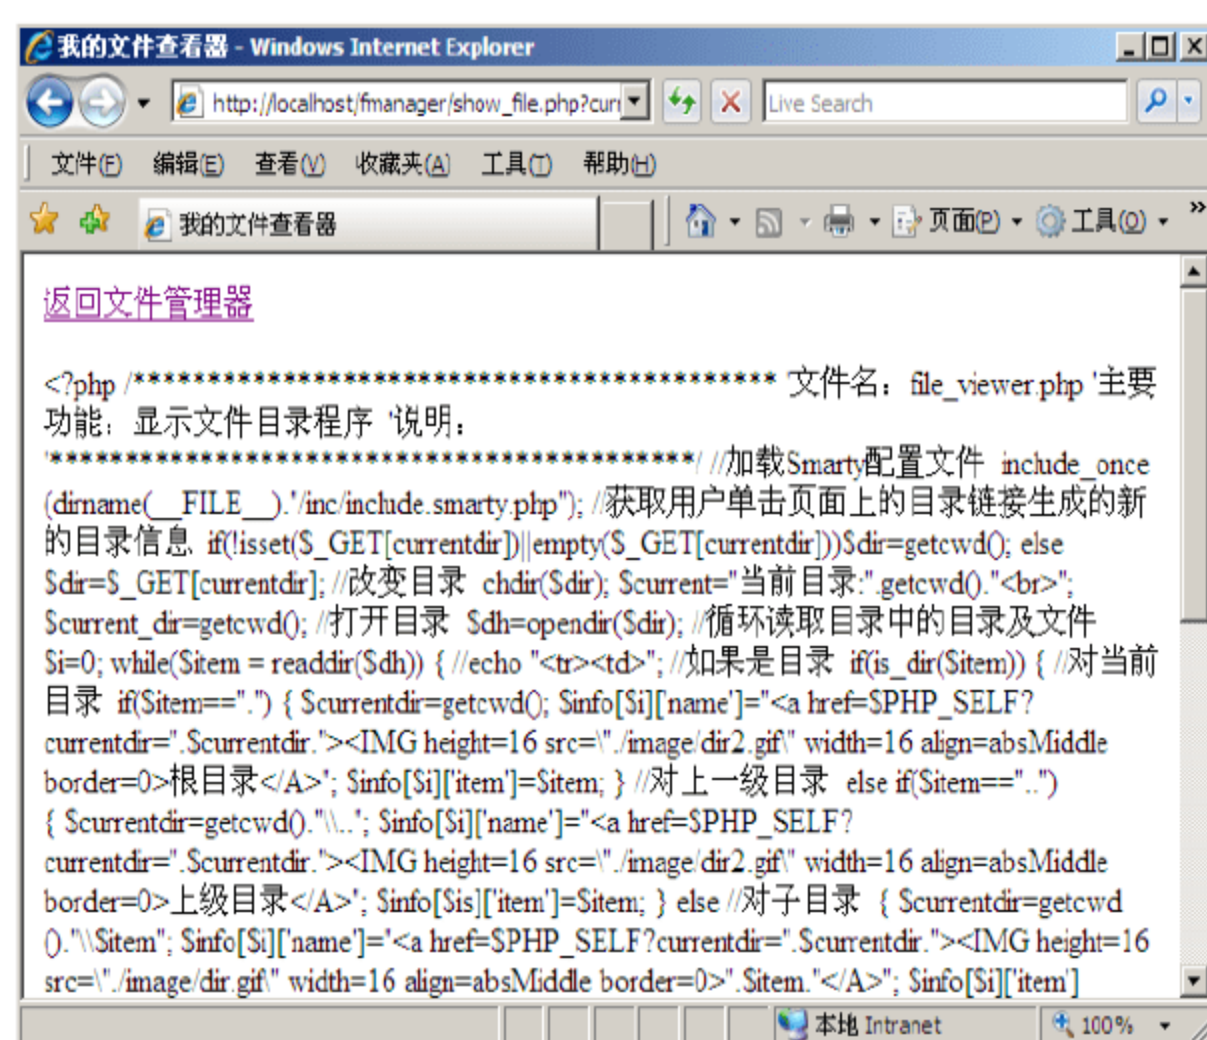 我的文件查看器 - Windows Internet Explorer
http://localhost/fmanager/show_file.php?curr
Live Search
文件(F) 编辑(E) 查看(V) 收藏夹(A) 工具(T) 帮助(H)
我的文件查看器 页面(P) 工具(O) »
返回文件管理器
<?php /******************************************* '文件名：file_viewer.php '主要
功能：显示文件目录程序 '说明：
'*******************************************/ //加载Smarty配置文件 include_once
(dirname(__FILE__)."/inc/include.smarty.php"); //获取用户单击页面上的目录链接生成的新
的目录信息 if(!isset($_GET[currentdir])||empty($_GET[currentdir]))$dir=getcwd(); else
$dir=$_GET[currentdir]; //改变目录 chdir($dir); $current="当前目录:".getcwd()."<br>";
$current_dir=getcwd(); //打开目录 $dh=opendir($dir); //循环读取目录中的目录及文件
$i=0; while($item = readdir($dh)) { //echo "<tr><td>"; //如果是目录 if(is_dir($item)) { //对当前
目录 if($item==".") { $currentdir=getcwd(); $info[$i]['name']="<a href=$PHP_SELF?
currentdir=".$currentdir."><IMG height=16 src=\"./image/dir2.gif\" width=16 align=absMiddle
border=0>根目录</A>"; $info[$i]['item']=$item; } //对上一级目录 else if($item=="..")
{ $currentdir=getcwd()."\\.."; $info[$i]['name']="<a href=$PHP_SELF?
currentdir=".$currentdir."><IMG height=16 src=\"./image/dir2.gif\" width=16 align=absMiddle
border=0>上级目录</A>"; $info[$is]['item']=$item; } else //对子目录 { $currentdir=getcwd
()."\\$item"; $info[$i]['name']="<a href=$PHP_SELF?currentdir=".$currentdir."><IMG height=16
src=\"./image/dir.gif\" width=16 align=absMiddle border=0>".$item."</A>"; $info[$i]['item']
本地 Intranet 100%